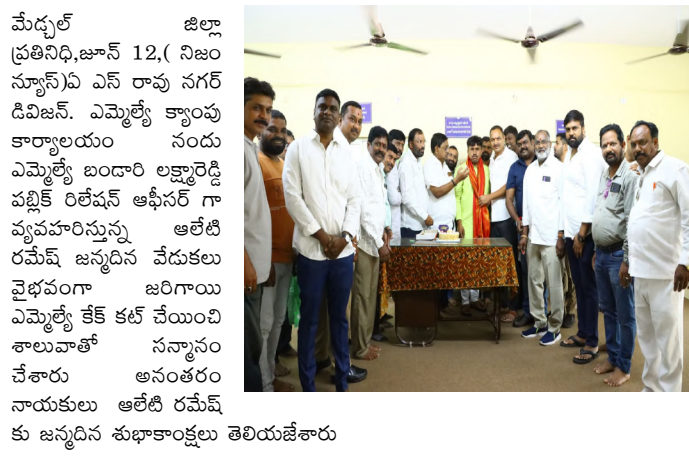 మేడ్చల్ జిల్లా
ప్రతినిధి,జూన్ 12,( నిజం
న్యూస్)ఏ ఎస్ రావు నగర్
డివిజన్. ఎమ్మెల్యే క్యాంపు
కార్యాలయం నందు
ఎమ్మెల్యే బండారి లక్ష్మారెడ్డి
పబ్లిక్ రిలేషన్ ఆఫీసర్ గా
వ్యవహరిస్తున్న ఆలేటి
రమేష్ జన్మదిన వేడుకలు
వైభవంగా జరిగాయి
ఎమ్మెల్యే కేక్ కట్ చేయించి
శాలువాతో సన్మానం
చేశారు అనంతరం
నాయకులు ఆలేటి రమేష్
కు జన్మదిన శుభాకాంక్షలు తెలియజేశారు